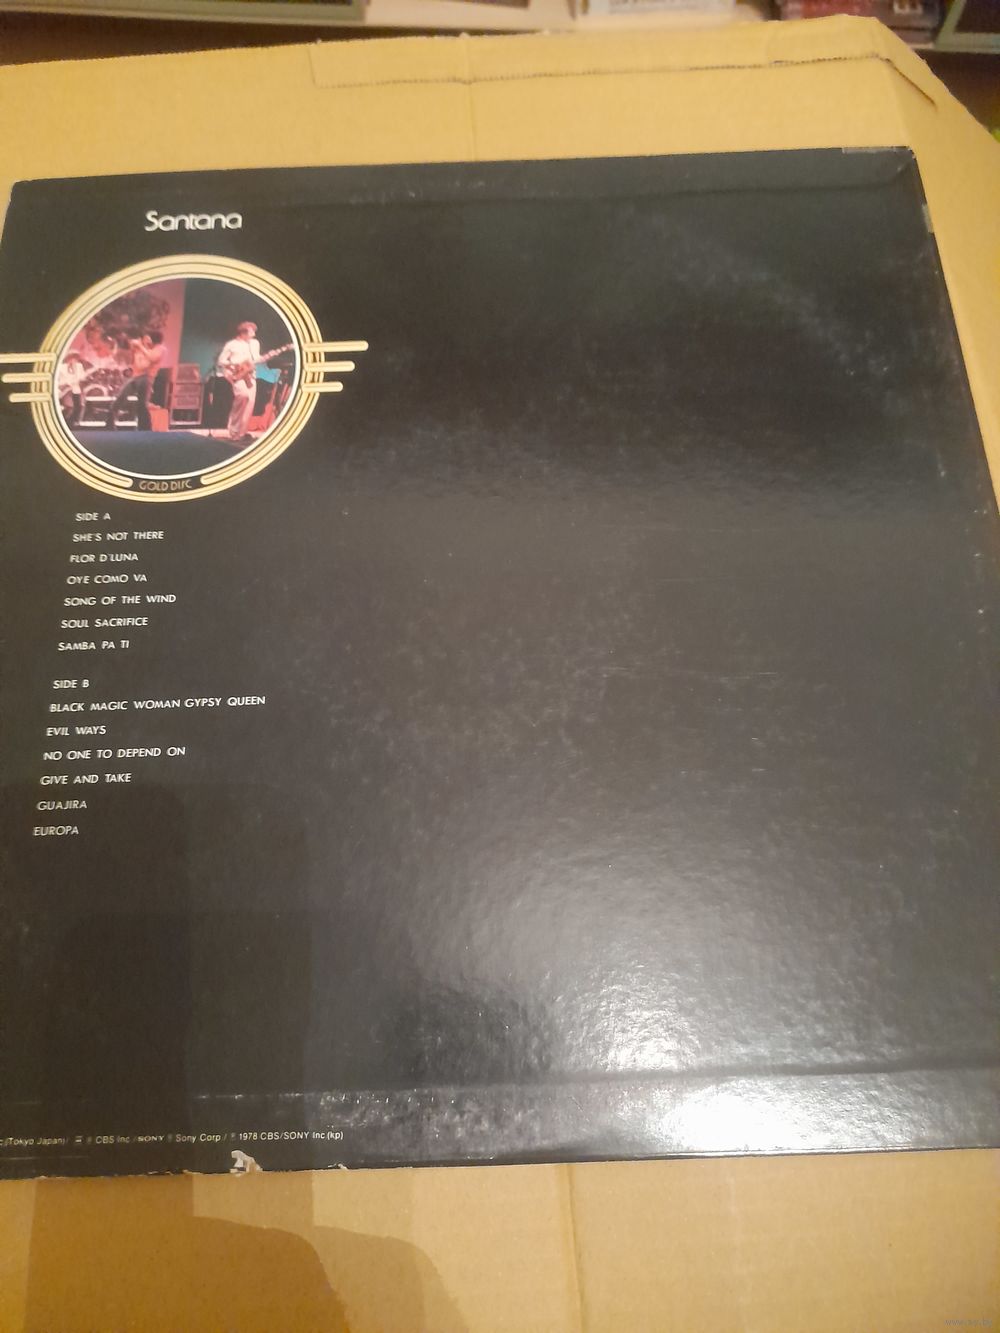 Santana
GOLD DISC
SIDE A
SHE'S NOT THERE
FLOR D'LUNA
OYE COMO VA
SONG OF THE WIND
SOUL SACRIFICE
SAMBA PA TI
SIDE B
BLACK MAGIC WOMAN GYPSY QUEEN
EVIL WAYS
NO ONE TO DEPEND ON
GIVE AND TAKE
GUAJIRA
EUROPA
(Tokyo Japan)/ ® CBS Inc /SONY ® Sony Corp / ℗ 1978 CBS/SONY Inc.(kp)